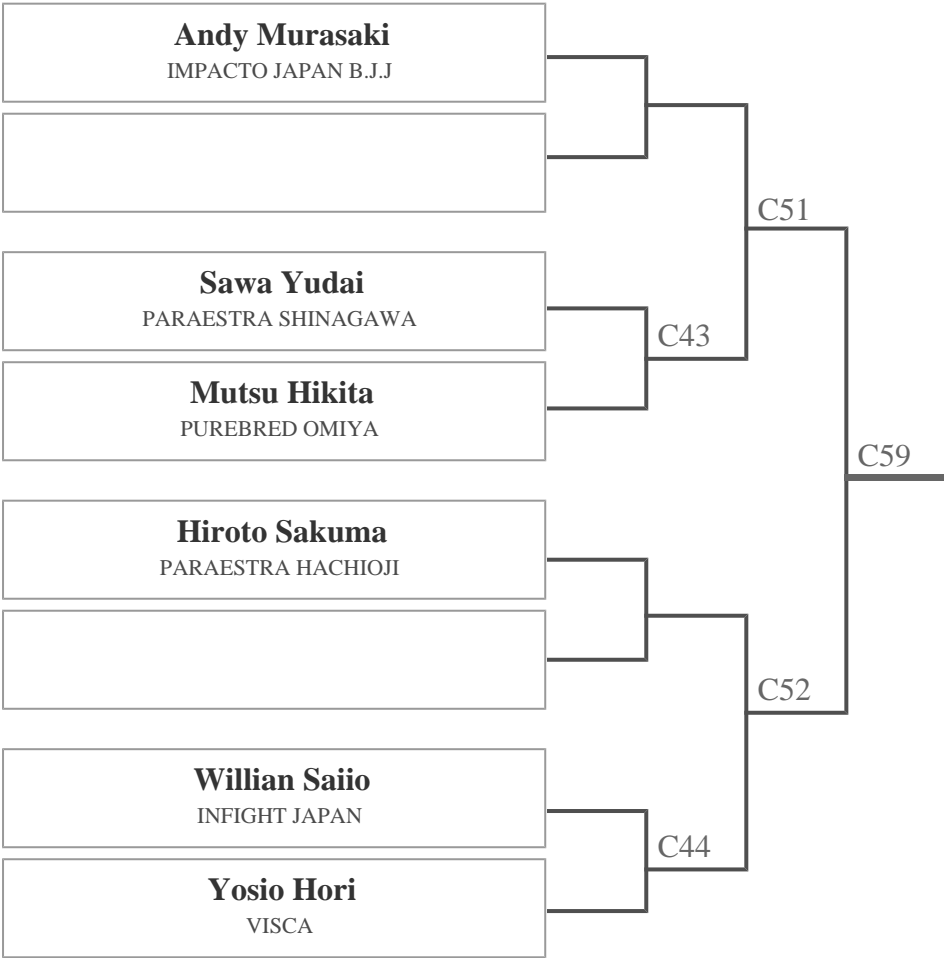 Andy Murasaki
IMPACTO JAPAN B.J.J
C51
Sawa Yudai
PARAESTRA SHINAGAWA
C43
Mutsu Hikita
PUREBRED OMIYA
C59
Hiroto Sakuma
PARAESTRA HACHIOJI
C52
Willian Saiio
INFIGHT JAPAN
C44
Yosio Hori
VISCA